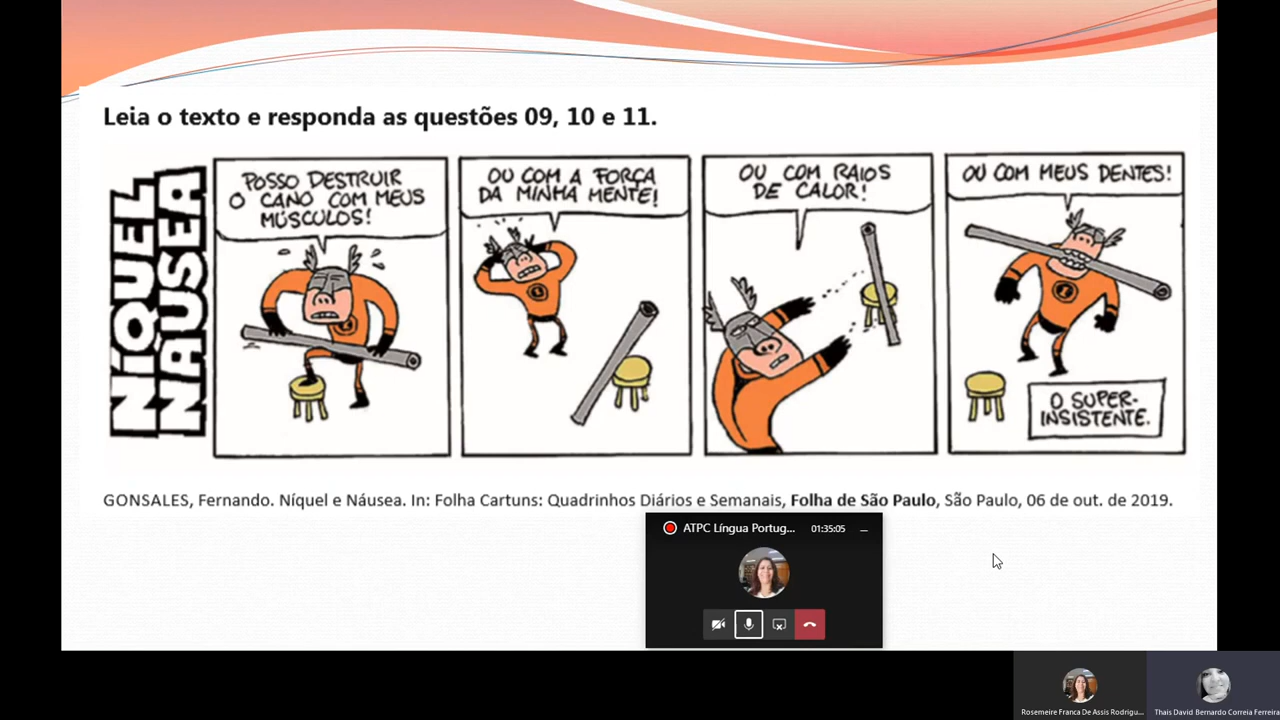 Leia o texto e responda as questões 09, 10 e 11.
NÍQUEL
NÁUSEA
POSSO DESTRUIR
O CANO COM MEUS
MÚSCULOS!
OU COM A FORÇA
DA MINHA MENTE!
OU COM RAIOS
DE CALOR!
OU COM MEUS DENTES!
O SUPER-
INSISTENTE.
GONSALES, Fernando. Níquel e Náusea. In: Folha Cartuns: Quadrinhos Diários e Semanais, Folha de São Paulo, São Paulo, 06 de out. de 2019.
ATPC Língua Portug... 01:35:05
Rosemeire Franca De Assis Rodrigu...
Thais David Bernardo Correia Ferreira